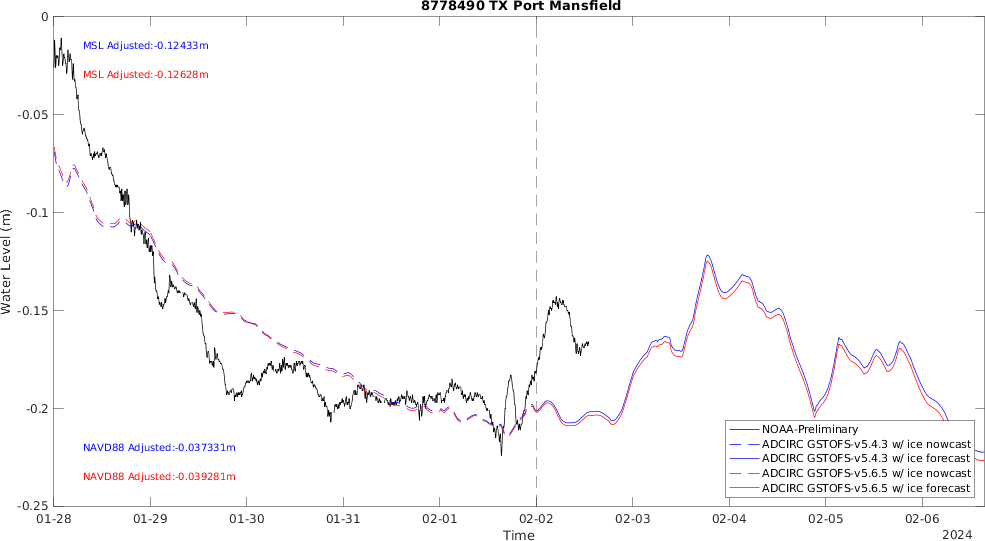 8778490 TX Port Mansfield
0
-0.05
-0.1
-0.15
-0.2
-0.25
Water Level (m)
MSL Adjusted:-0.12433m
MSL Adjusted:-0.12628m
NAVD88 Adjusted:-0.037331m
NAVD88 Adjusted:-0.039281m
NOAA-Preliminary
ADCIRC GSTOFS-v5.4.3 w/ ice nowcast
ADCIRC GSTOFS-v5.4.3 w/ ice forecast
ADCIRC GSTOFS-v5.6.5 w/ ice nowcast
ADCIRC GSTOFS-v5.6.5 w/ ice forecast
01-28 01-29 01-30 01-31 02-01 02-02 02-03 02-04 02-05 02-06
Time
2024